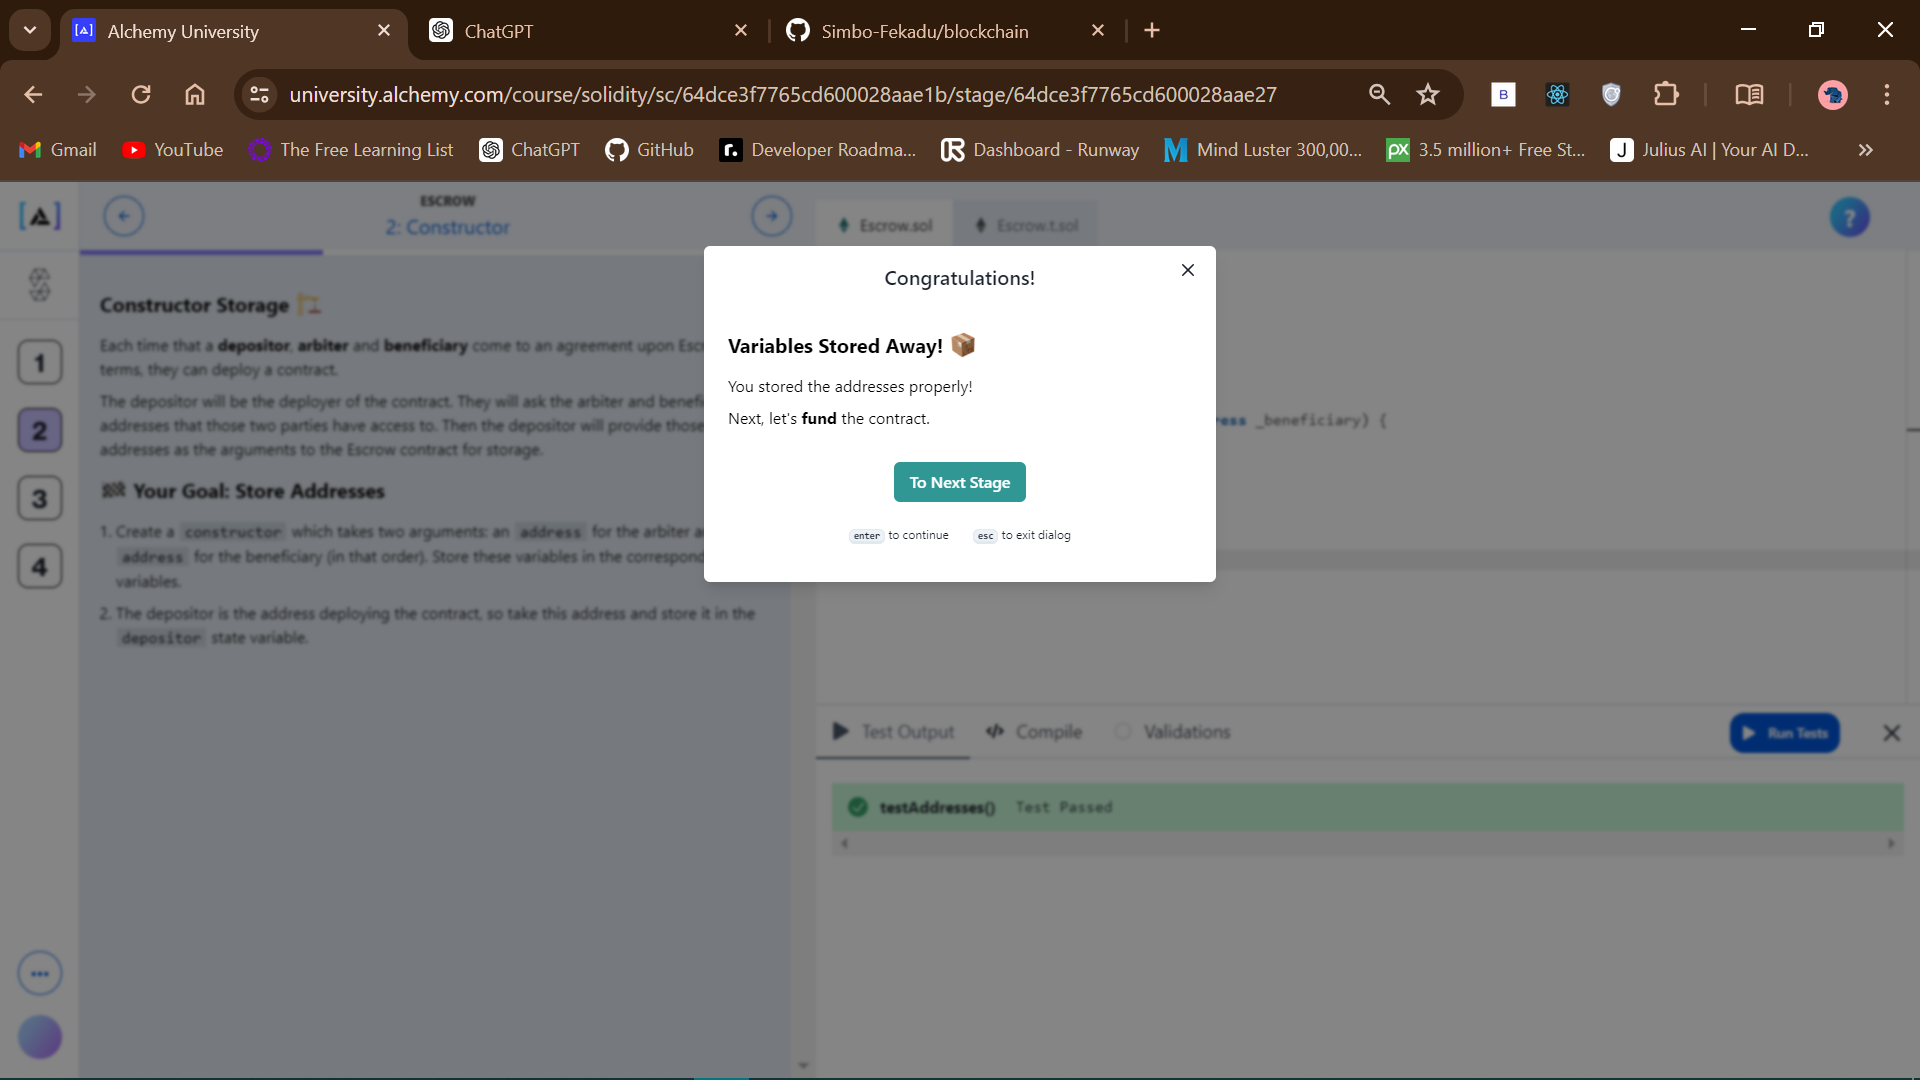 Alchemy University
ChatGPT
Simbo-Fekadu/blockchain
university.alchemy.com/course/solidity/sc/64dce3f7765cd600028aae1b/stage/64dce3f7765cd600028aae27
B
Gmail
YouTube
The Free Learning List
ChatGPT
GitHub
r.
Developer Roadma...
Dashboard - Runway
Mind Luster 300,00...
px
3.5 million+ Free St...
J
Julius AI | Your AI D...
ESCROW
2: Constructor
Escrow.sol
Escrow.t.sol
?
1
2
3
4
Constructor Storage
Each time that a depositor, arbiter and beneficiary come to an agreement upon
terms, they can deploy a contract.
The depositor will be the deployer of the contract. They will ask the arbiter and
addresses that those two parties have access to. Then the depositor will provide those
addresses as the arguments to the Escrow contract for storage.
Your Goal: Store Addresses
1. Create a constructor which takes two arguments: an address for the arbiter
address for the beneficiary (in that order). Store these variables in the
variables.
2. The depositor is the address deploying the contract, so take this address and store it in the
depositor state variable.
Congratulations!
Variables Stored Away!
You stored the addresses properly!
Next, let's fund the contract.
To Next Stage
enter to continue
esc to exit dialog
_beneficiary) {
Test Output
Compile
Validations
Run Tests
testAddresses() Test Passed